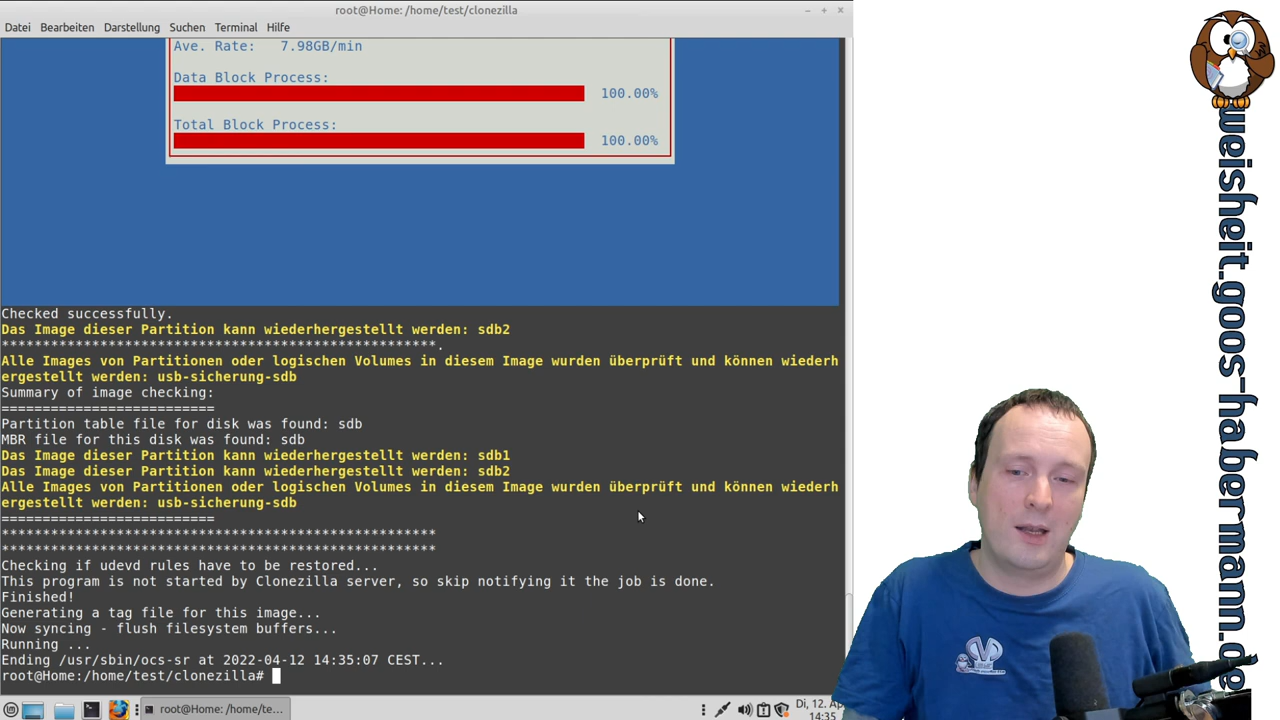 root@Home: /home/test/clonezilla
Datei Bearbeiten Darstellung Suchen Terminal Hilfe
Ave. Rate: 7.98GB/min
Data Block Process:
100.00%
Total Block Process:
100.00%
Checked successfully.
Das Image dieser Partition kann wiederhergestellt werden: sdb2
*****************************************************.
Alle Images von Partitionen oder logischen Volumes in diesem Image wurden überprüft und können wiederh
ergestellt werden: usb-sicherung-sdb
Summary of image checking:
==========================
Partition table file for disk was found: sdb
MBR file for this disk was found: sdb
Das Image dieser Partition kann wiederhergestellt werden: sdb1
Das Image dieser Partition kann wiederhergestellt werden: sdb2
Alle Images von Partitionen oder logischen Volumes in diesem Image wurden überprüft und können wiederh
ergestellt werden: usb-sicherung-sdb
==========================
*****************************************************
*****************************************************
Checking if udevd rules have to be restored...
This program is not started by Clonezilla server, so skip notifying it the job is done.
Finished!
Generating a tag file for this image...
Now syncing - flush filesystem buffers...
Running ...
Ending /usr/sbin/ocs-sr at 2022-04-12 14:35:07 CEST...
root@Home:/home/test/clonezilla#
root@Home: /home/te...
Di, 12. Ap
14:35
weisheit.goos-habermann.de